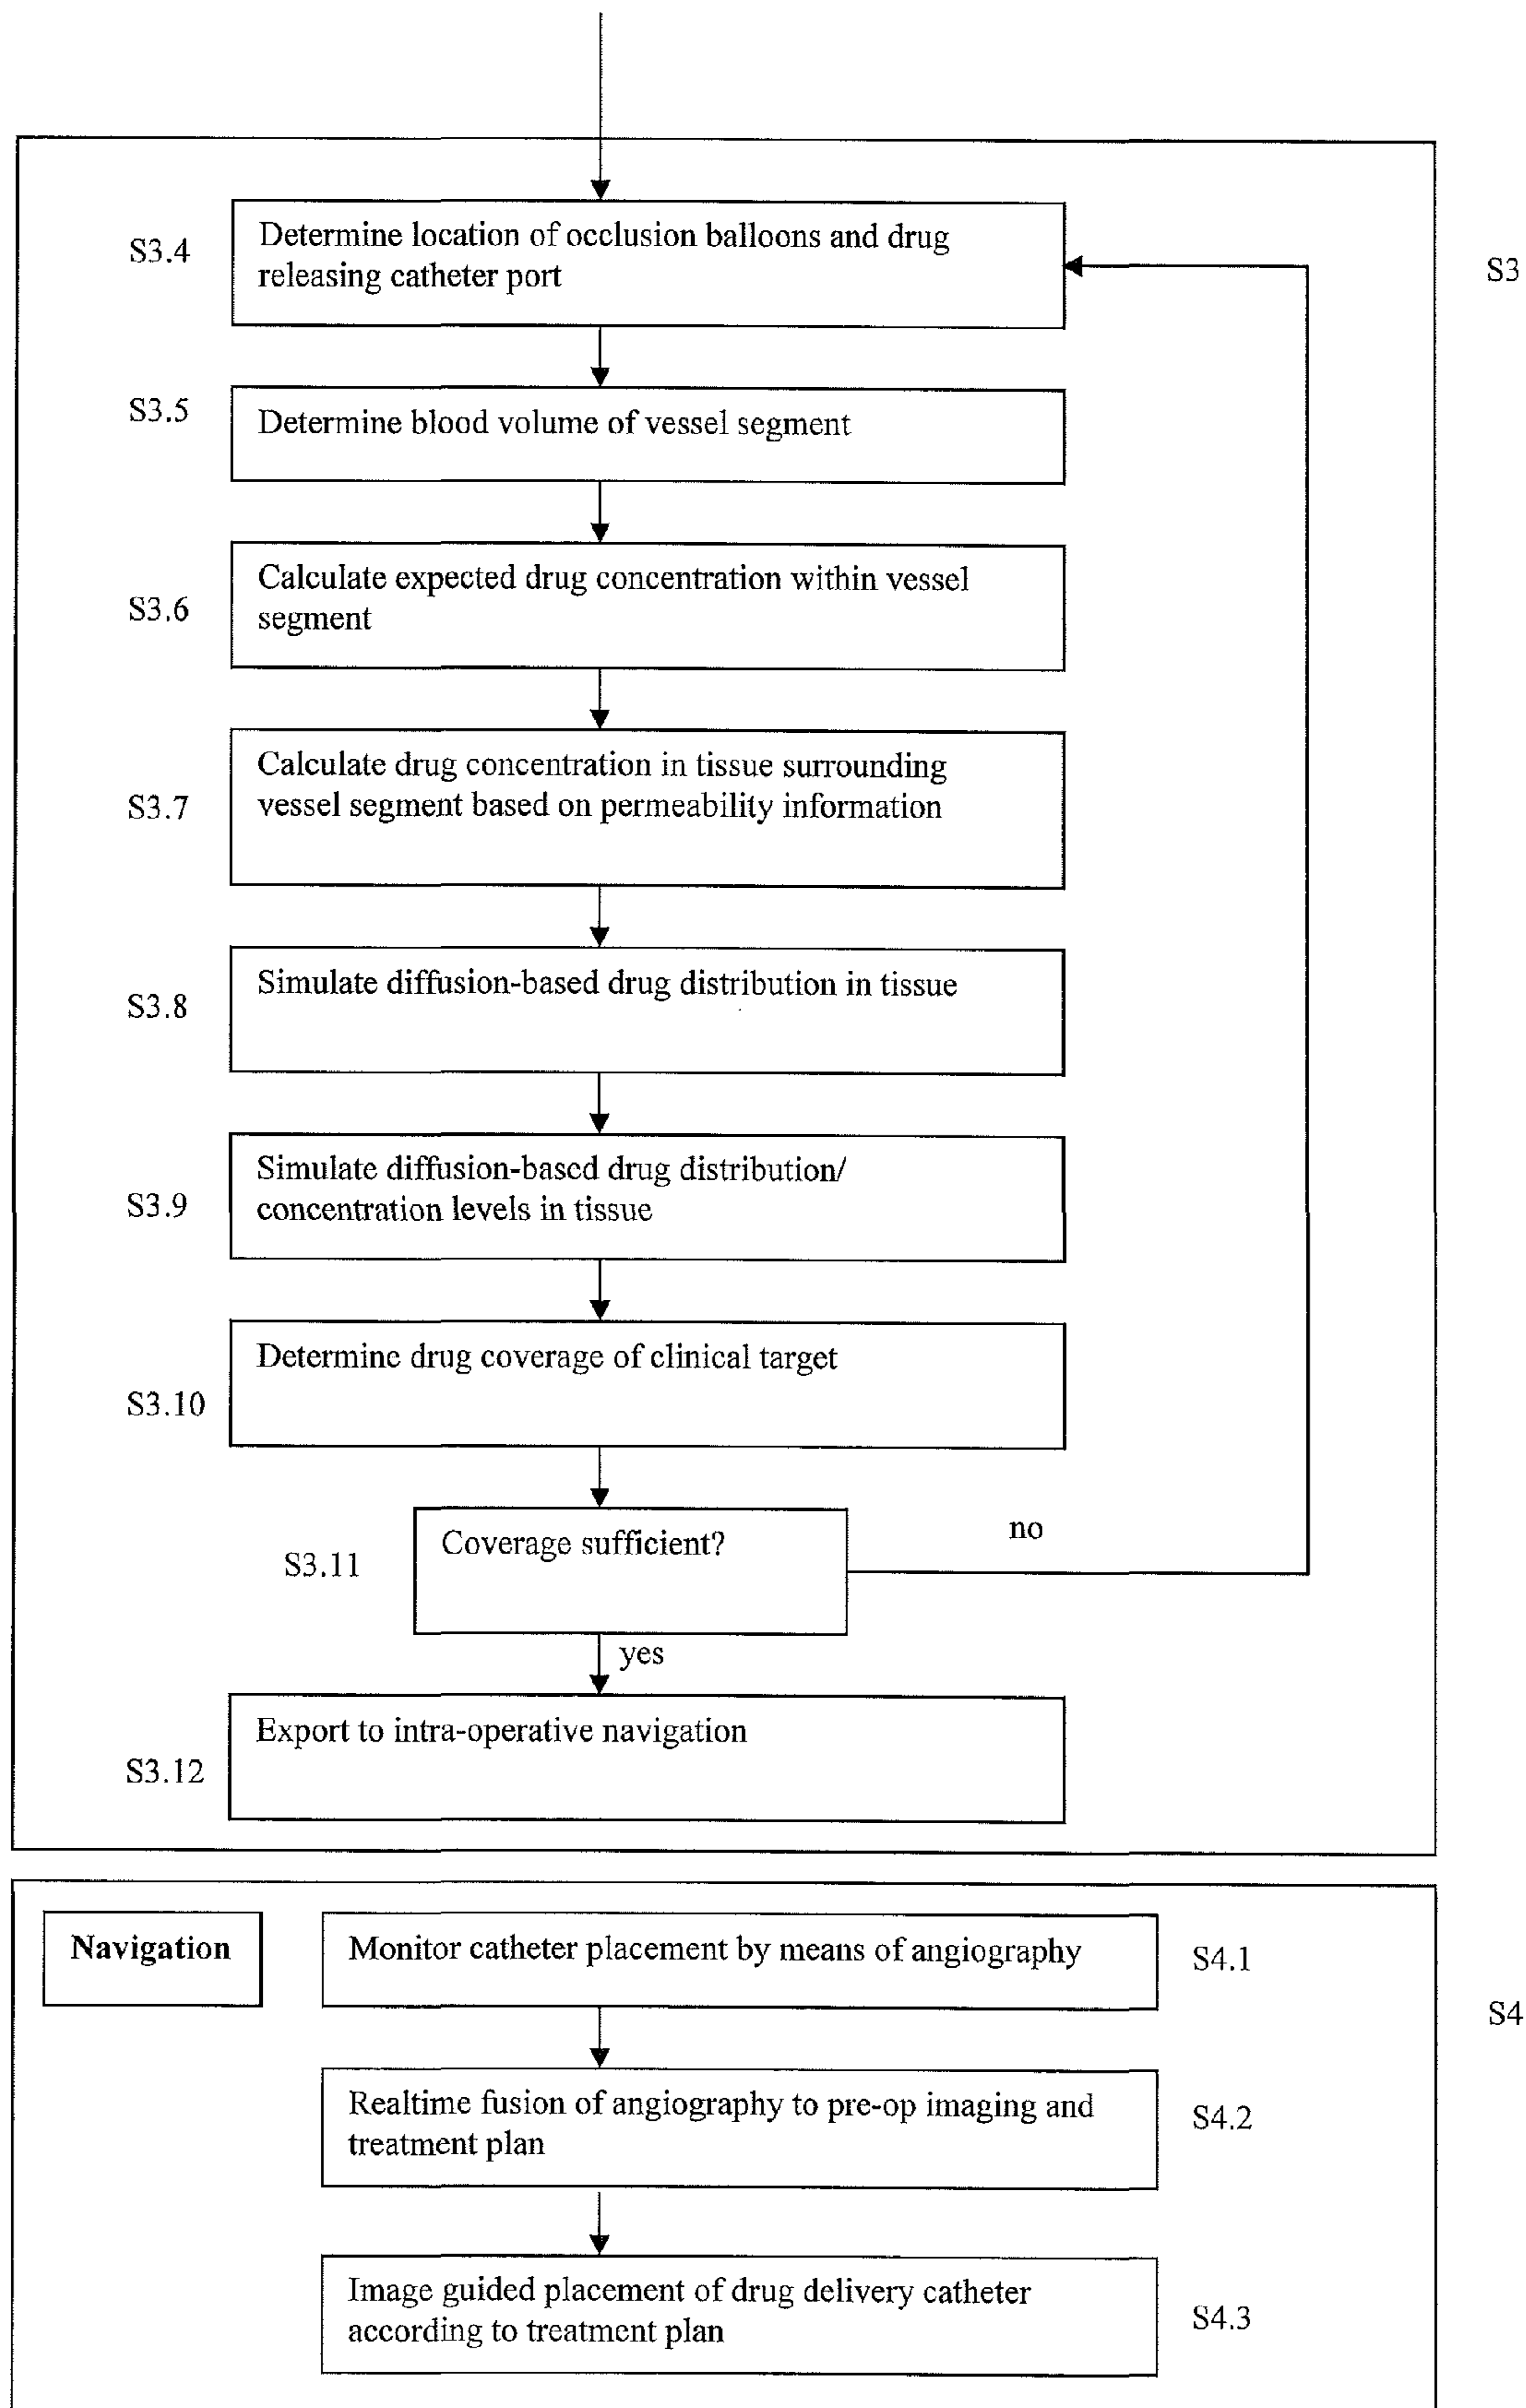 S3.4
Determine location of occlusion balloons and drug
releasing catheter port
S3
S3.5
Determine blood volume of vessel segment
S3.6
Calculate expected drug concentration within vessel
segment
S3.7
Calculate drug concentration in tissue surrounding
vessel segment based on permeability information
S3.8
Simulate diffusion-based drug distribution in tissue
S3.9
Simulate diffusion-based drug distribution/
concentration levels in tissue
S3.10
Determine drug coverage of clinical target
S3.11
Coverage sufficient?
no
yes
S3.12
Export to intra-operative navigation
Navigation
Monitor catheter placement by means of angiography
S4.1
S4
Realtime fusion of angiography to pre-op imaging and
treatment plan
S4.2
Image guided placement of drug delivery catheter
according to treatment plan
S4.3